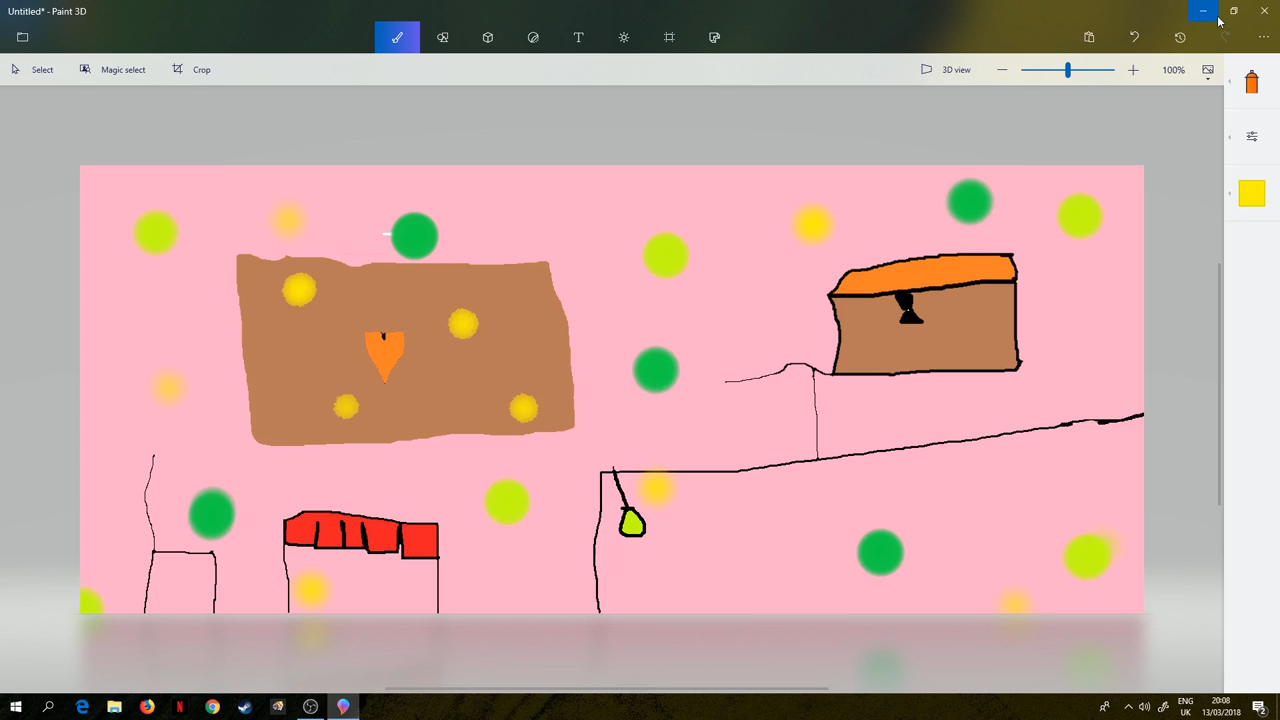 Untitled* - Paint 3D
Select
Magic select
Crop
3D view
100%
ENG
UK
20:08
13/03/2018
2